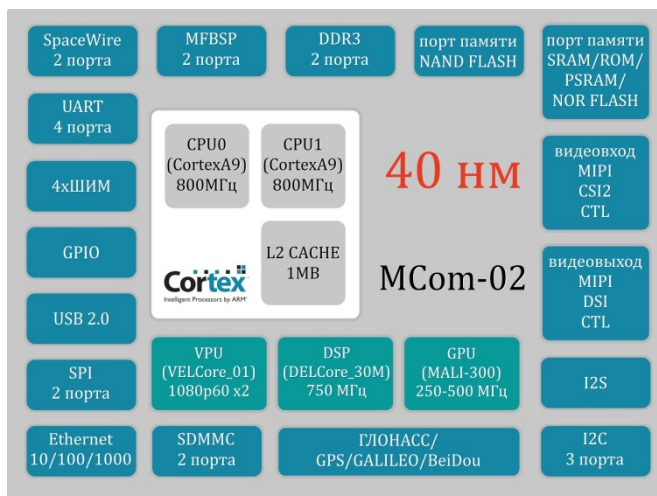 SpaceWire
2 порта
MFBSP
2 порта
DDR3
2 порта
порт памяти
NAND FLASH
порт памяти
SRAM/ROM/
PSRAM/
NOR FLASH
UART
4 порта
CPU0
(CortexA9)
800МГц
CPU1
(CortexA9)
800МГц
40 нм
видеовход
MIPI
CSI2
CTL
4хШИМ
GPIO
L2 CACHE
1MB
Cortex
Intelligent Processors by ARM®
MCom-02
видеовыход
MIPI
DSI
CTL
USB 2.0
VPU
(VELCore_01)
1080p60 x2
DSP
(DELCore_30M)
750 МГц
GPU
(MALI-300)
250-500 МГц
SPI
2 порта
I2S
Ethernet
10/100/1000
SDMMC
2 порта
ГЛОНАСС/
GPS/GALILEO/BeiDou
I2C
3 порта